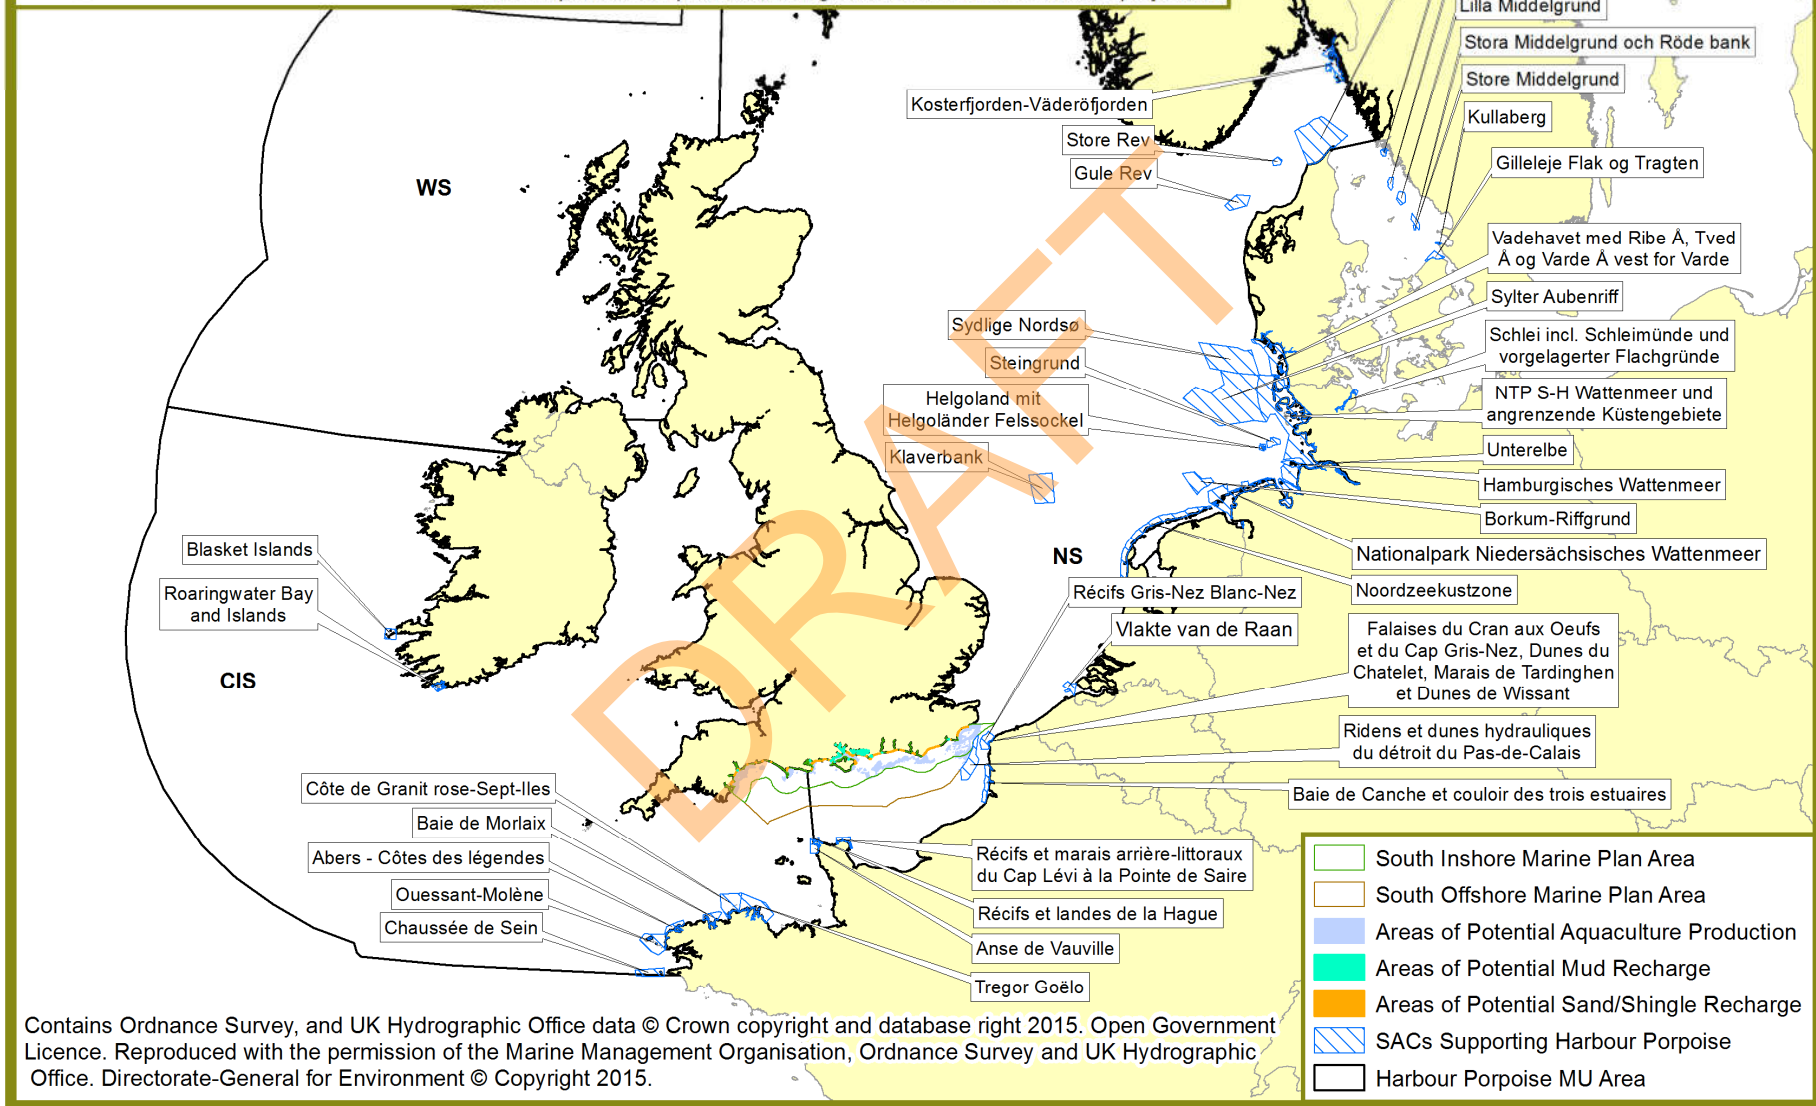 Lilla Middelgrund
Stora Middelgrund och Röde bank
Store Middelgrund
Kosterfjorden-Väderöfjorden
Kullaberg
Store Rev
Gilleleje Flak og Tragten
Gule Rev
WS
Vadehavet med Ribe Å, Tved
Å og Varde Å vest for Varde
Sylter Aubenriff
Sydlige Nordsø
Schlei incl. Schleimünde und
vorgelagerter Flachgründe
Steingrund
NTP S-H Wattenmeer und
angrenzende Küstengebiete
Helgoland mit
Helgoländer Felssockel
Klaverbank
Unterelbe
Hamburgisches Wattenmeer
Borkum-Riffgrund
DRAFT
Blasket Islands
NS
Nationalpark Niedersächsisches Wattenmeer
Roaringwater Bay
and Islands
Récifs Gris-Nez Blanc-Nez
Noordzeekustzone
Vlakte van de Raan
Falaises du Cran aux Oeufs
et du Cap Gris-Nez, Dunes du
Chatelet, Marais de Tardinghen
et Dunes de Wissant
CIS
Ridens et dunes hydrauliques
du détroit du Pas-de-Calais
Côte de Granit rose-Sept-Iles
Baie de Canche et couloir des trois estuaires
Baie de Morlaix
Abers - Côtes des légendes
Récifs et marais arrière-littoraux
du Cap Lévi à la Pointe de Saire
Ouessant-Molène
Récifs et landes de la Hague
Chaussée de Sein
Anse de Vauville
Tregor Goëlo
South Inshore Marine Plan Area
South Offshore Marine Plan Area
Areas of Potential Aquaculture Production
Areas of Potential Mud Recharge
Areas of Potential Sand/Shingle Recharge
SACs Supporting Harbour Porpoise
Harbour Porpoise MU Area
Contains Ordnance Survey, and UK Hydrographic Office data © Crown copyright and database right 2015. Open Government
Licence. Reproduced with the permission of the Marine Management Organisation, Ordnance Survey and UK Hydrographic
Office. Directorate-General for Environment © Copyright 2015.